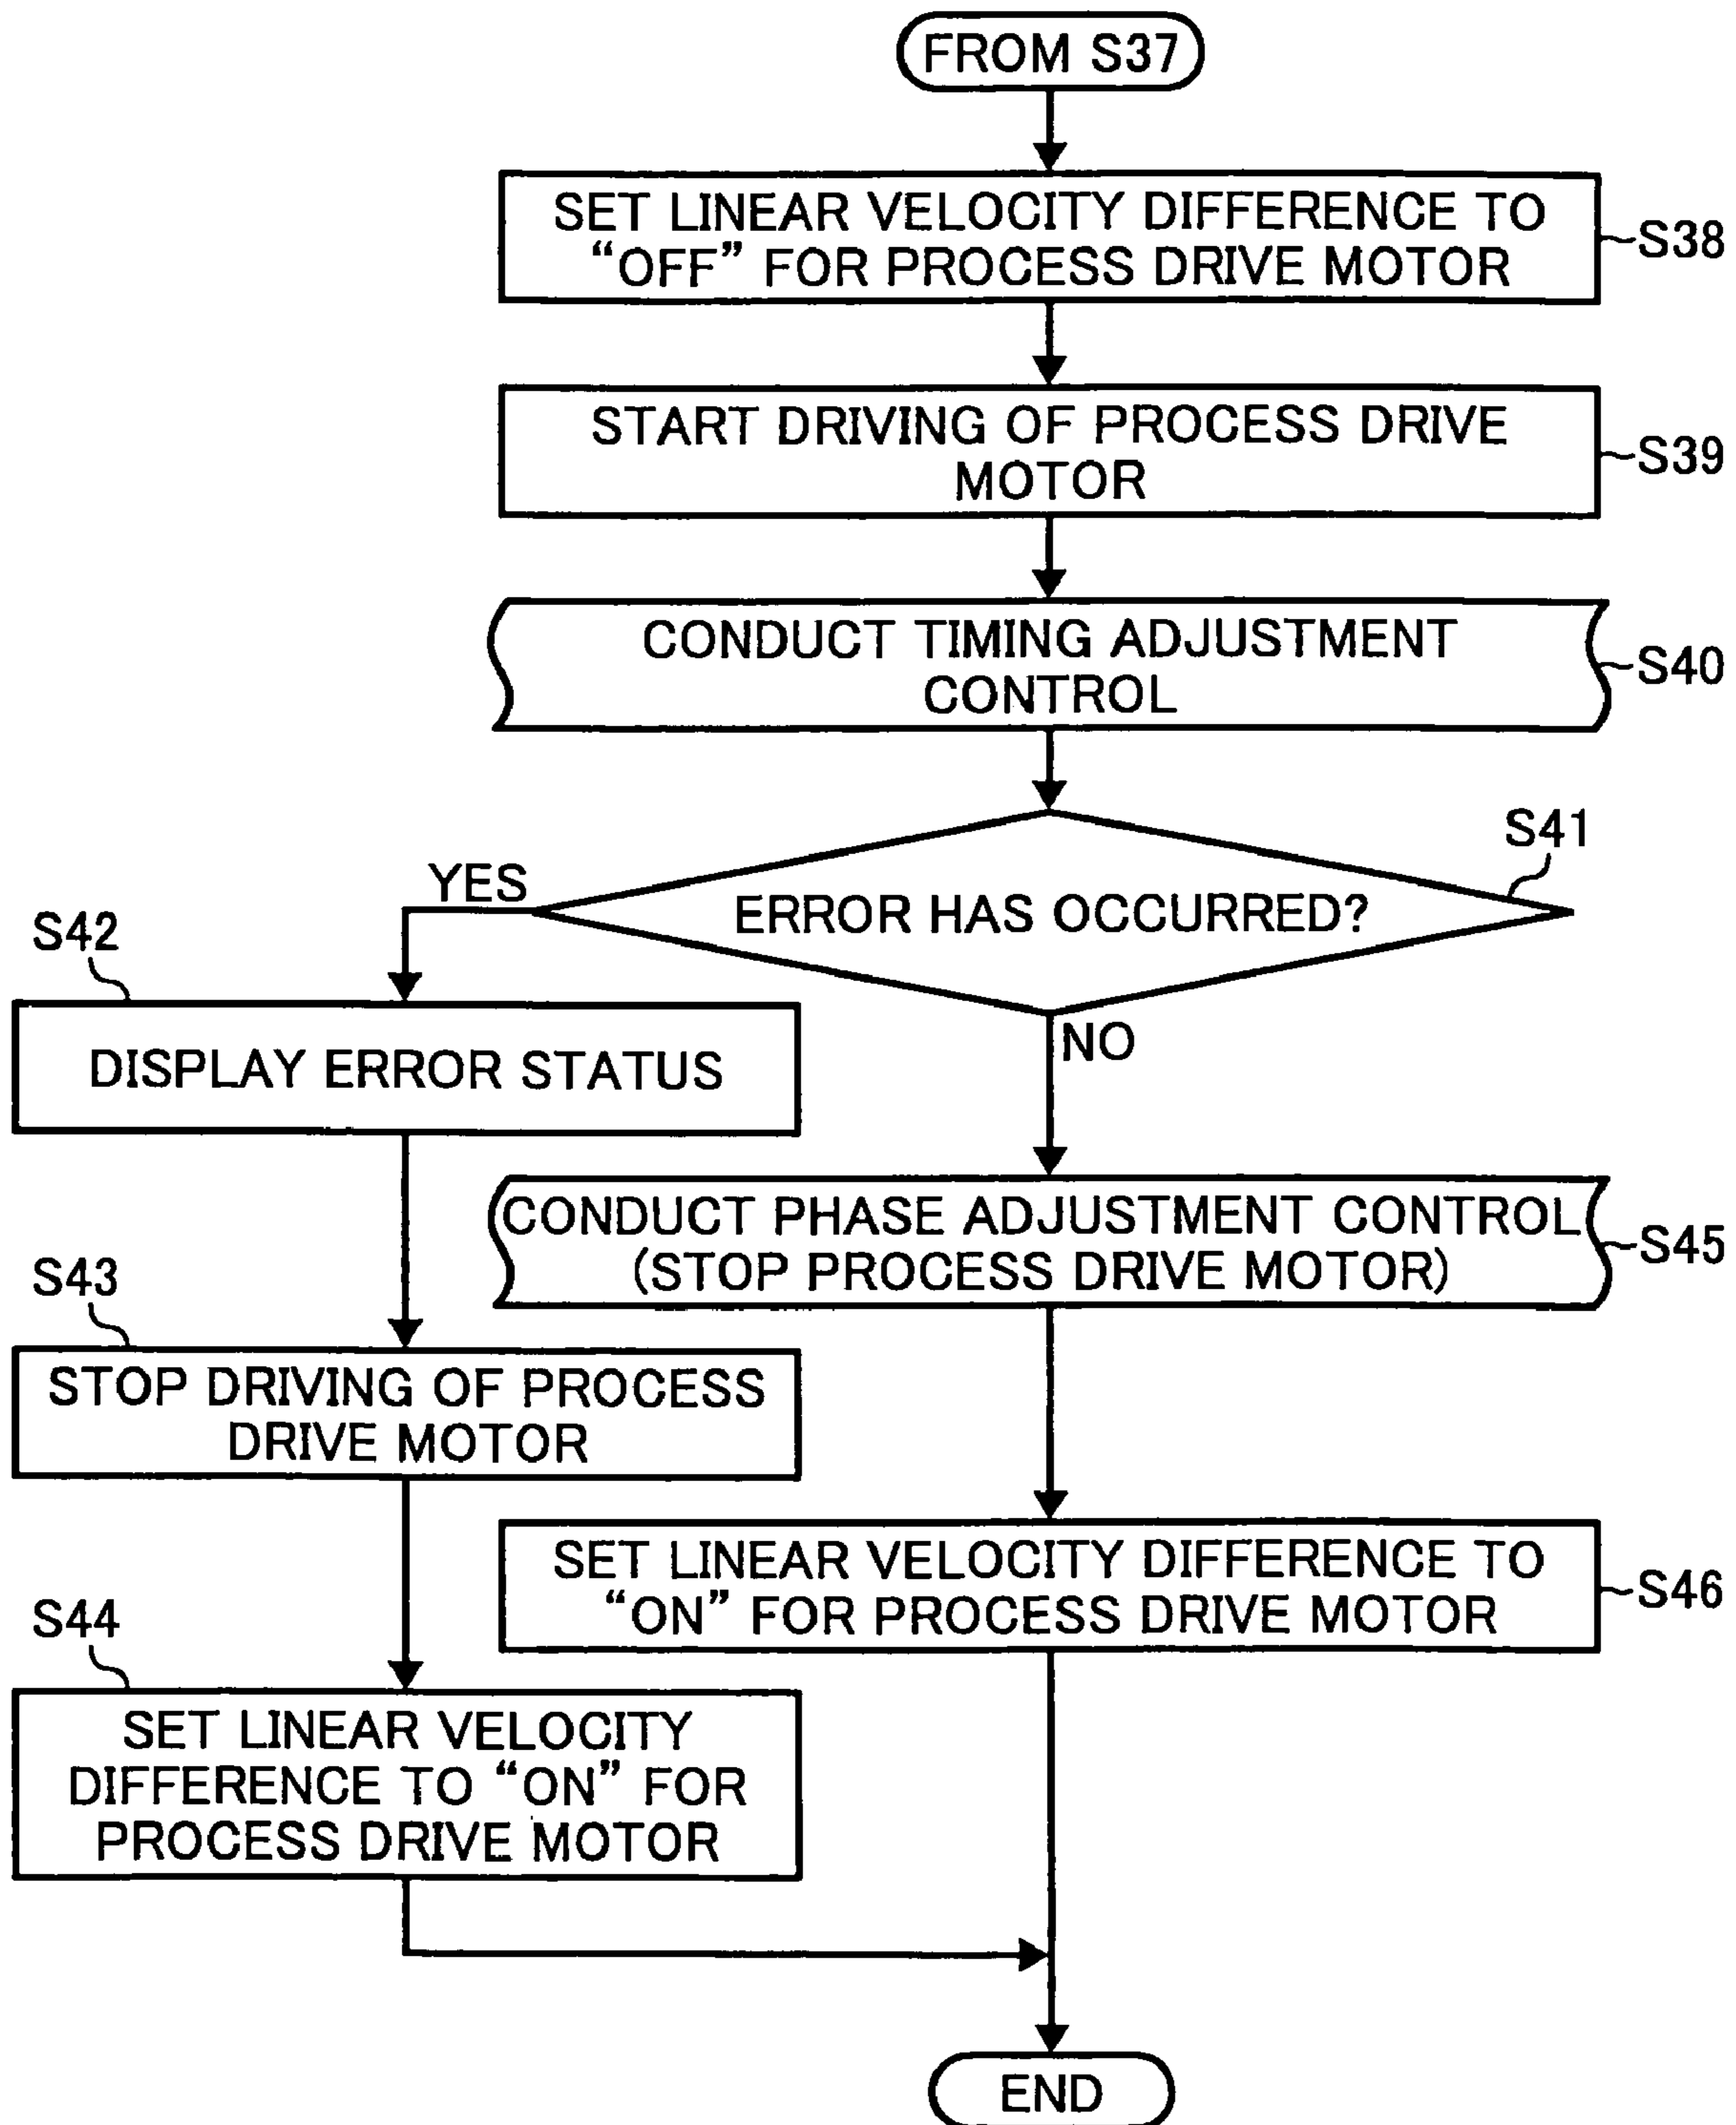 FROM S37
SET LINEAR VELOCITY DIFFERENCE TO
“OFF” FOR PROCESS DRIVE MOTOR
S38
START DRIVING OF PROCESS DRIVE
MOTOR
S39
CONDUCT TIMING ADJUSTMENT
CONTROL
S40
S41
ERROR HAS OCCURRED?
YES
NO
S42
DISPLAY ERROR STATUS
S43
STOP DRIVING OF PROCESS
DRIVE MOTOR
S44
SET LINEAR VELOCITY
DIFFERENCE TO “ON” FOR
PROCESS DRIVE MOTOR
CONDUCT PHASE ADJUSTMENT CONTROL
(STOP PROCESS DRIVE MOTOR)
S45
SET LINEAR VELOCITY DIFFERENCE TO
“ON” FOR PROCESS DRIVE MOTOR
S46
END